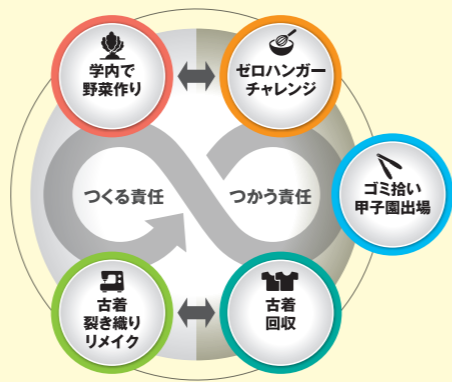 学内で
野菜作り
ゼロハンガー
チャレンジ
つくる責任
つかう責任
ゴミ拾い
甲子園出場
古着
裂き織り
リメイク
古着
回収